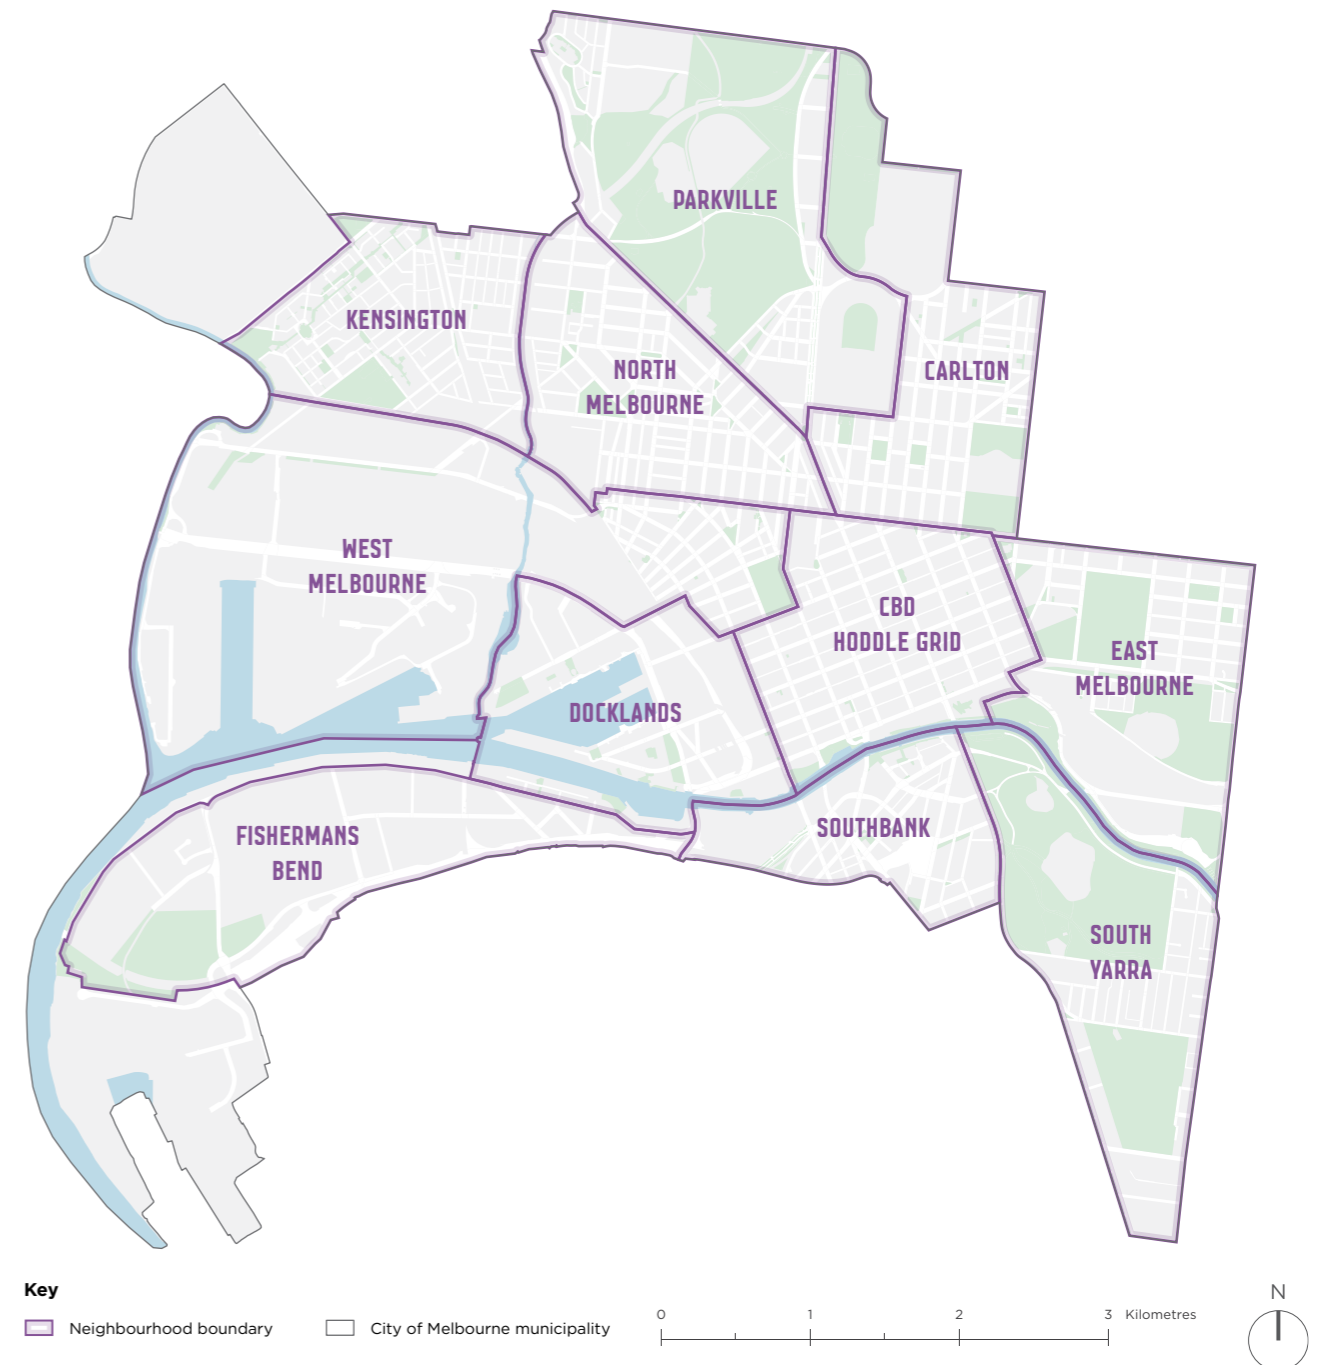 PARKVILLE
KENSINGTON
NORTH
MELBOURNE
CARLTON
WEST
MELBOURNE
CBD
HODDLE GRID
EAST
MELBOURNE
DOCKLANDS
FISHERMANS
BEND
SOUTHBANK
SOUTH
YARRA
Key
Neighbourhood boundary
City of Melbourne municipality
0 1 2 3 Kilometres
N